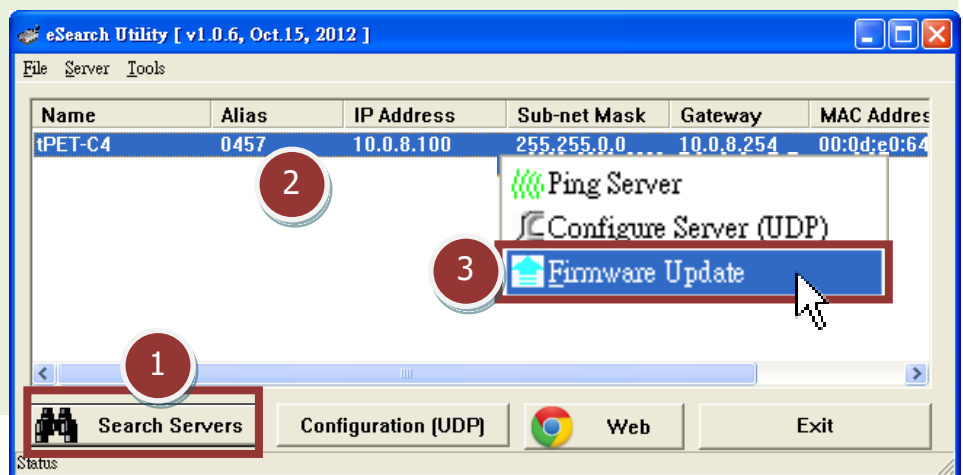 eSearch Utility [ v1.0.6, Oct.15, 2012 ]
File Server Tools
Name Alias IP Address Sub-net Mask Gateway MAC Addres
tPET-C4 0457 10.0.8.100 255.255.0.0 10.0.8.254 00:0d:e0:64
2
Ping Server
Configure Server (UDP)
3
Firmware Update
1
Search Servers Configuration (UDP) Web Exit
Status